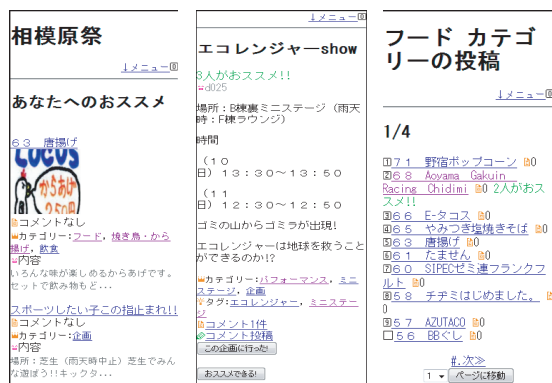 相模原祭
↓メニュー0
あなたへのおススメ
６３　唐揚げ
LOCUS
からあげ
250円
コメントなし
カテゴリー:フード, 焼き鳥・から
揚げ, 飲食
内容
いろんな味が楽しめるからあげです。
セットで飲み物もど...
スポーツしたい子この指止まれ!!
コメントなし
カテゴリー:企画
内容
場所：芝生（雨天時中止）芝生でみん
な遊ぼう!!キックタ...
↓メニュー0
エコレンジャーshow
3人がおススメ!!
d025
場所：B棟裏ミニステージ（雨天
時：F棟ラウンジ）
時間
（１０
日）１３：３０～１３：５０
（１１
日）１２：３０～１２：５０
ゴミの山からゴミラが出現!
エコレンジャーは地球を救うこと
ができるのか!?
カテゴリー:パフォーマンス, ミニ
ステージ, 企画
タグ:エコレンジャー, ミニステー
ジ
コメント1件
コメント投稿
この企画に行った!
おススメできる!
フード カテゴ
リーの投稿
↓メニュー0
1/4
1７１　野宿ポップコーン 0
2６８　Aoyama Gakuin
Racing Chidimi 0 2人がおス
スメ!!
3６６　E-タコス 0
4６５　やみつき塩焼きそば 0
5６３　唐揚げ 0
6６１　たません 0
7６０　SIPECゼミ連フランクフ
ルト 0
8５８　チヂミはじめました。
0
9５７　AZUTACO 0
５６　BBぐし 0
#.次≫
1 ページに移動